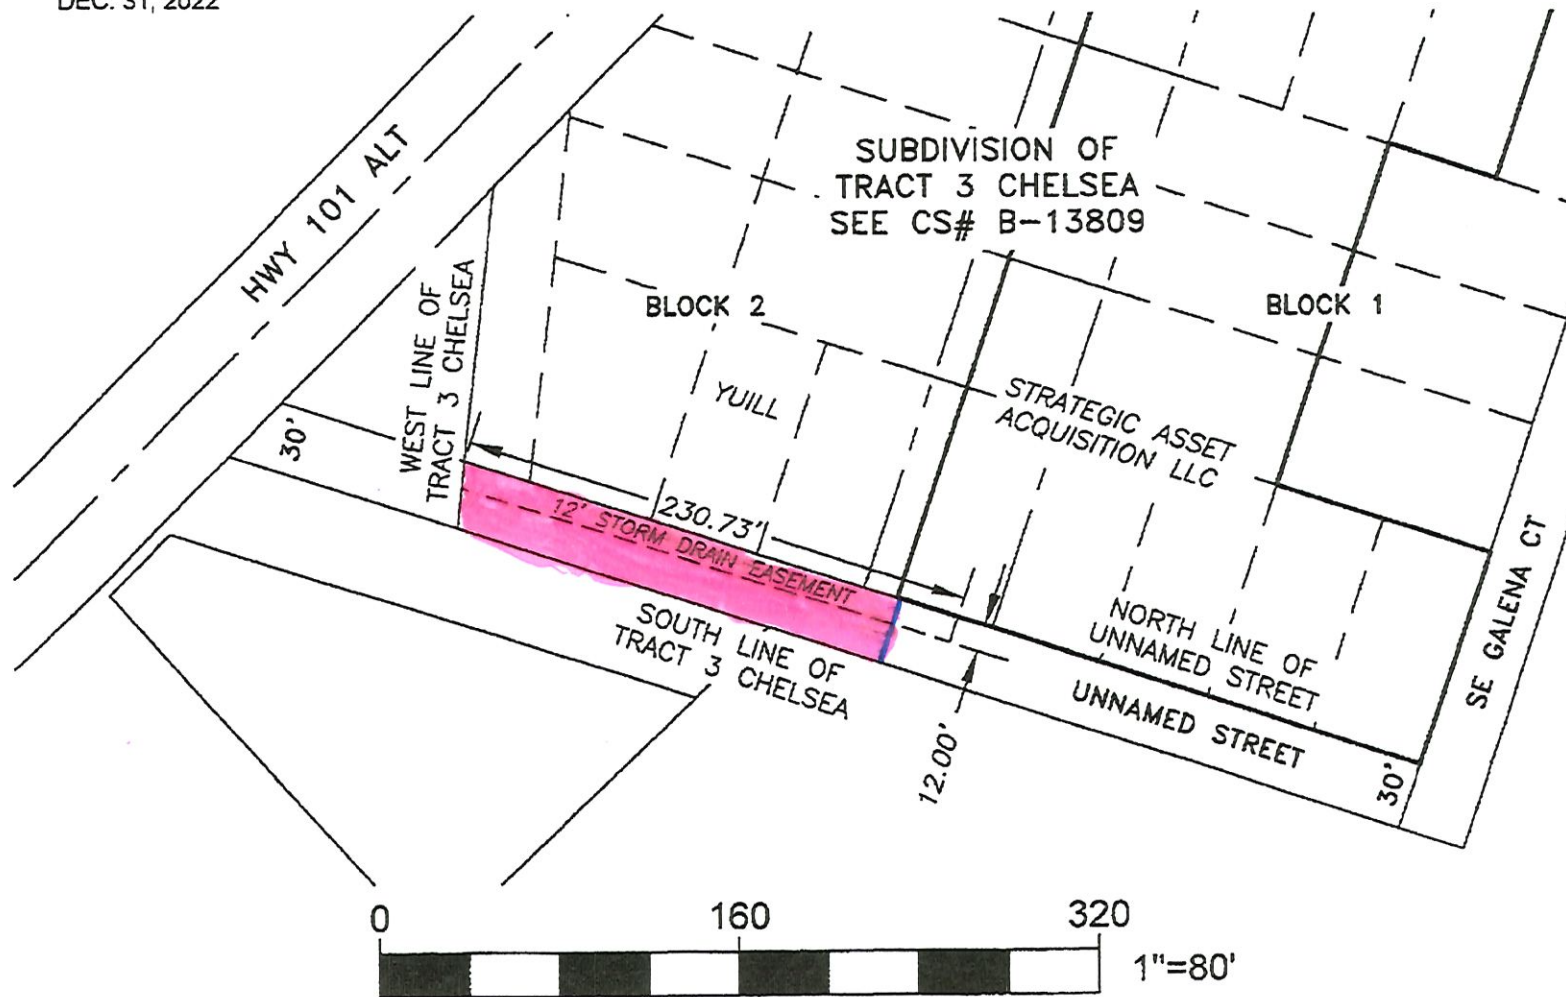 DEC. 31, 2022
HWY 101 ALT
SUBDIVISION OF
TRACT 3 CHELSEA
SEE CS# B-13809
BLOCK 2
BLOCK 1
WEST LINE OF
TRACT 3 CHELSEA
30'
YUILL
STRATEGIC ASSET
ACQUISITION LLC
230.73'
12' STORM DRAIN EASEMENT
SOUTH LINE OF
TRACT 3 CHELSEA
NORTH LINE OF
UNNAMED STREET
UNNAMED STREET
SE GALENA CT
12.00'
30'
0 160 320
1"=80'